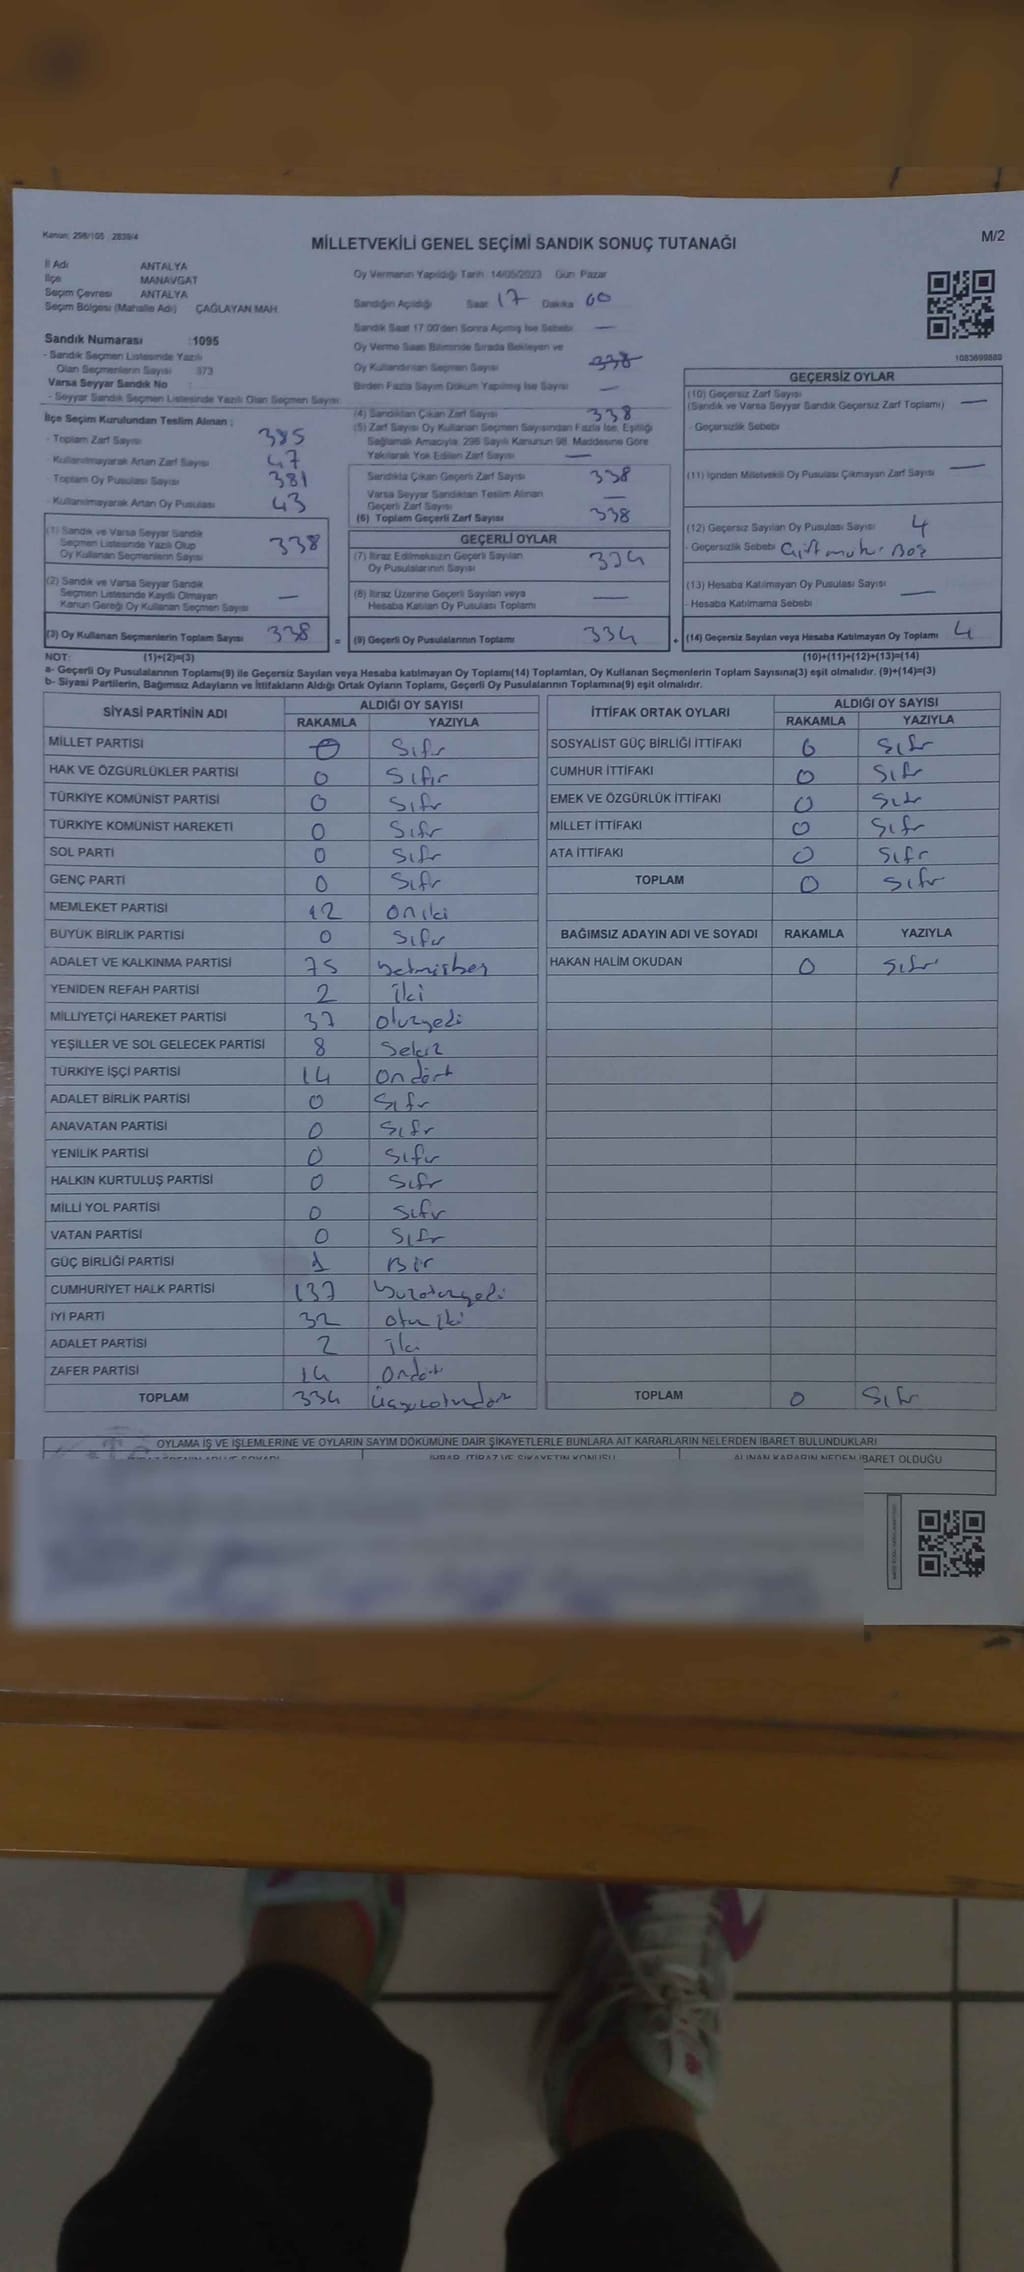 Kanun: 298/105 2839/4
MİLLETVEKİLİ GENEL SEÇİMİ SANDIK SONUÇ TUTANAĞI
M/2
İl Adı ANTALYA
İlçe MANAVGAT
Seçim Çevresi ANTALYA
Seçim Bölgesi (Mahalle Adı) ÇAĞLAYAN MAH
Sandık Numarası :1095
- Sandık Seçmen Listesinde Yazılı
Olan Seçmenlerin Sayısı 373
Varsa Seyyar Sandık No
- Seyyar Sandık Seçmen Listesinde Yazılı Olan Seçmen Sayısı:
Oy Vermenin Yapıldığı Tarih: 14/05/2023 Gün Pazar
Sandığın Açıldığı Saat 17 Dakika 00
Sandık Saat 17.00'den Sonra Açılmış İse Sebebi —
Oy Verme Saati Bitiminde Sırada Bekleyen ve
Oy Kullandırılan Seçmen Sayısı 338
Birden Fazla Sayım Döküm Yapılmış İse Sayısı —
1083699889
İlçe Seçim Kurulundan Teslim Alınan ;
- Toplam Zarf Sayısı 385
- Kullanılmayarak Artan Zarf Sayısı 47
- Toplam Oy Pusulası Sayısı 381
- Kullanılmayarak Artan Oy Pusulası 43
(1) Sandık ve Varsa Seyyar Sandık
Seçmen Listesinde Yazılı Olup
Oy Kullanan Seçmenlerin Sayısı 338
(2) Sandık ve Varsa Seyyar Sandık
Seçmen Listesinde Kayıtlı Olmayan
Kanun Gereği Oy Kullanan Seçmen Sayısı —
(3) Oy Kullanan Seçmenlerin Toplam Sayısı 338 =
(4) Sandıktan Çıkan Zarf Sayısı 338
(5) Zarf Sayısı Oy Kullanan Seçmen Sayısından Fazla İse, Eşitliği
Sağlamak Amacıyla, 298 Sayılı Kanunun 98. Maddesine Göre
Yakılarak Yok Edilen Zarf Sayısı —
Sandıkta Çıkan Geçerli Zarf Sayısı 338
Varsa Seyyar Sandıktan Teslim Alınan
Geçerli Zarf Sayısı —
(6) Toplam Geçerli Zarf Sayısı 338
GEÇERLİ OYLAR
(7) İtiraz Edilmeksizin Geçerli Sayılan
Oy Pusulalarının Sayısı 334
(8) İtiraz Üzerine Geçerli Sayılan veya
Hesaba Katılan Oy Pusulası Toplamı —
(9) Geçerli Oy Pusulalarının Toplamı 334 +
GEÇERSİZ OYLAR
(10) Geçersiz Zarf Sayısı
(Sandık ve Varsa Seyyar Sandık Geçersiz Zarf Toplamı) —
- Geçersizlik Sebebi
(11) İçinden Milletvekili Oy Pusulası Çıkmayan Zarf Sayısı —
(12) Geçersiz Sayılan Oy Pusulası Sayısı 4
- Geçersizlik Sebebi
(13) Hesaba Katılmayan Oy Pusulası Sayısı —
- Hesaba Katılmama Sebebi
(14) Geçersiz Sayılan veya Hesaba Katılmayan Oy Toplamı 4
NOT: (1)+(2)=(3) (10)+(11)+(12)+(13)=(14)
a- Geçerli Oy Pusulalarının Toplamı(9) ile Geçersiz Sayılan veya Hesaba katılmayan Oy Toplamı(14) Toplamları, Oy Kullanan Seçmenlerin Toplam Sayısına(3) eşit olmalıdır. (9)+(14)=(3)
b- Siyasi Partilerin, Bağımsız Adayların ve İttifakların Aldığı Ortak Oyların Toplamı, Geçerli Oy Pusulalarının Toplamına(9) eşit olmalıdır.
SİYASİ PARTİNİN ADI ALDIĞI OY SAYISI
RAKAMLA YAZIYLA
MİLLET PARTİSİ 0 Sıfır
HAK VE ÖZGÜRLÜKLER PARTİSİ 0 Sıfır
TÜRKİYE KOMÜNİST PARTİSİ 0 Sıfır
TÜRKİYE KOMÜNİST HAREKETİ 0 Sıfır
SOL PARTİ 0 Sıfır
GENÇ PARTİ 0 Sıfır
MEMLEKET PARTİSİ 12 oniki
BÜYÜK BİRLİK PARTİSİ 0 Sıfır
ADALET VE KALKINMA PARTİSİ 75 yetmişbeş
YENİDEN REFAH PARTİSİ 2 iki
MİLLİYETÇİ HAREKET PARTİSİ 37 otuzyedi
YEŞİLLER VE SOL GELECEK PARTİSİ 8 Sekiz
TÜRKİYE İŞÇİ PARTİSİ 14 ondört
ADALET BİRLİK PARTİSİ 0 Sıfır
ANAVATAN PARTİSİ 0 Sıfır
YENİLİK PARTİSİ 0 Sıfır
HALKIN KURTULUŞ PARTİSİ 0 Sıfır
MİLLİ YOL PARTİSİ 0 Sıfır
VATAN PARTİSİ 0 Sıfır
GÜÇ BİRLİĞİ PARTİSİ 1 Bir
CUMHURİYET HALK PARTİSİ 137 yüzotuzyedi
İYİ PARTİ 32 otuziki
ADALET PARTİSİ 2 iki
ZAFER PARTİSİ 14 ondört
TOPLAM 334 üçyüzotuzdört
İTTİFAK ORTAK OYLARI ALDIĞI OY SAYISI
RAKAMLA YAZIYLA
SOSYALİST GÜÇ BİRLİĞİ İTTİFAKI 0 Sıfır
CUMHUR İTTİFAKI 0 Sıfır
EMEK VE ÖZGÜRLÜK İTTİFAKI 0 Sıfır
MİLLET İTTİFAKI 0 Sıfır
ATA İTTİFAKI 0 Sıfır
TOPLAM 0 Sıfır
BAĞIMSIZ ADAYIN ADI VE SOYADI RAKAMLA YAZIYLA
HAKAN HALİM OKUDAN 0 Sıfır
TOPLAM 0 Sıfır
OYLAMA İŞ VE İŞLEMLERİNE VE OYLARIN SAYIM DÖKÜMÜNE DAİR ŞİKAYETLERLE BUNLARA AİT KARARLARIN NELERDEN İBARET BULUNDUKLARI
İHBAR, İTİRAZ VE ŞİKAYETİN KONUSU ALINAN KARARIN NEDEN İBARET OLDUĞU